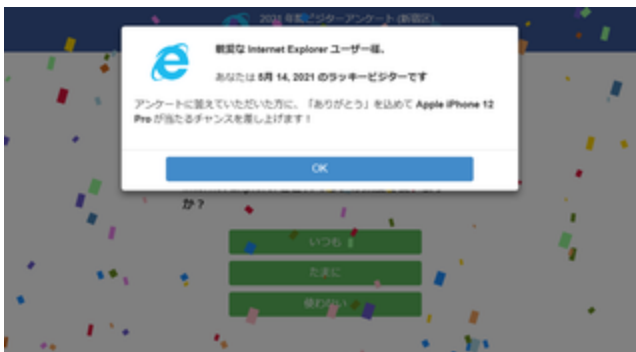 2021 年間ビジターアンケート (新宿区)
親愛な Internet Explorer ユーザー様、
あなたは 5月 14, 2021 のラッキービジターです
アンケートに答えていただいた方に、「ありがとう」を込めて Apple iPhone 12
Pro が当たるチャンスを差し上げます！
OK
か？
いつも
たまに
使わない